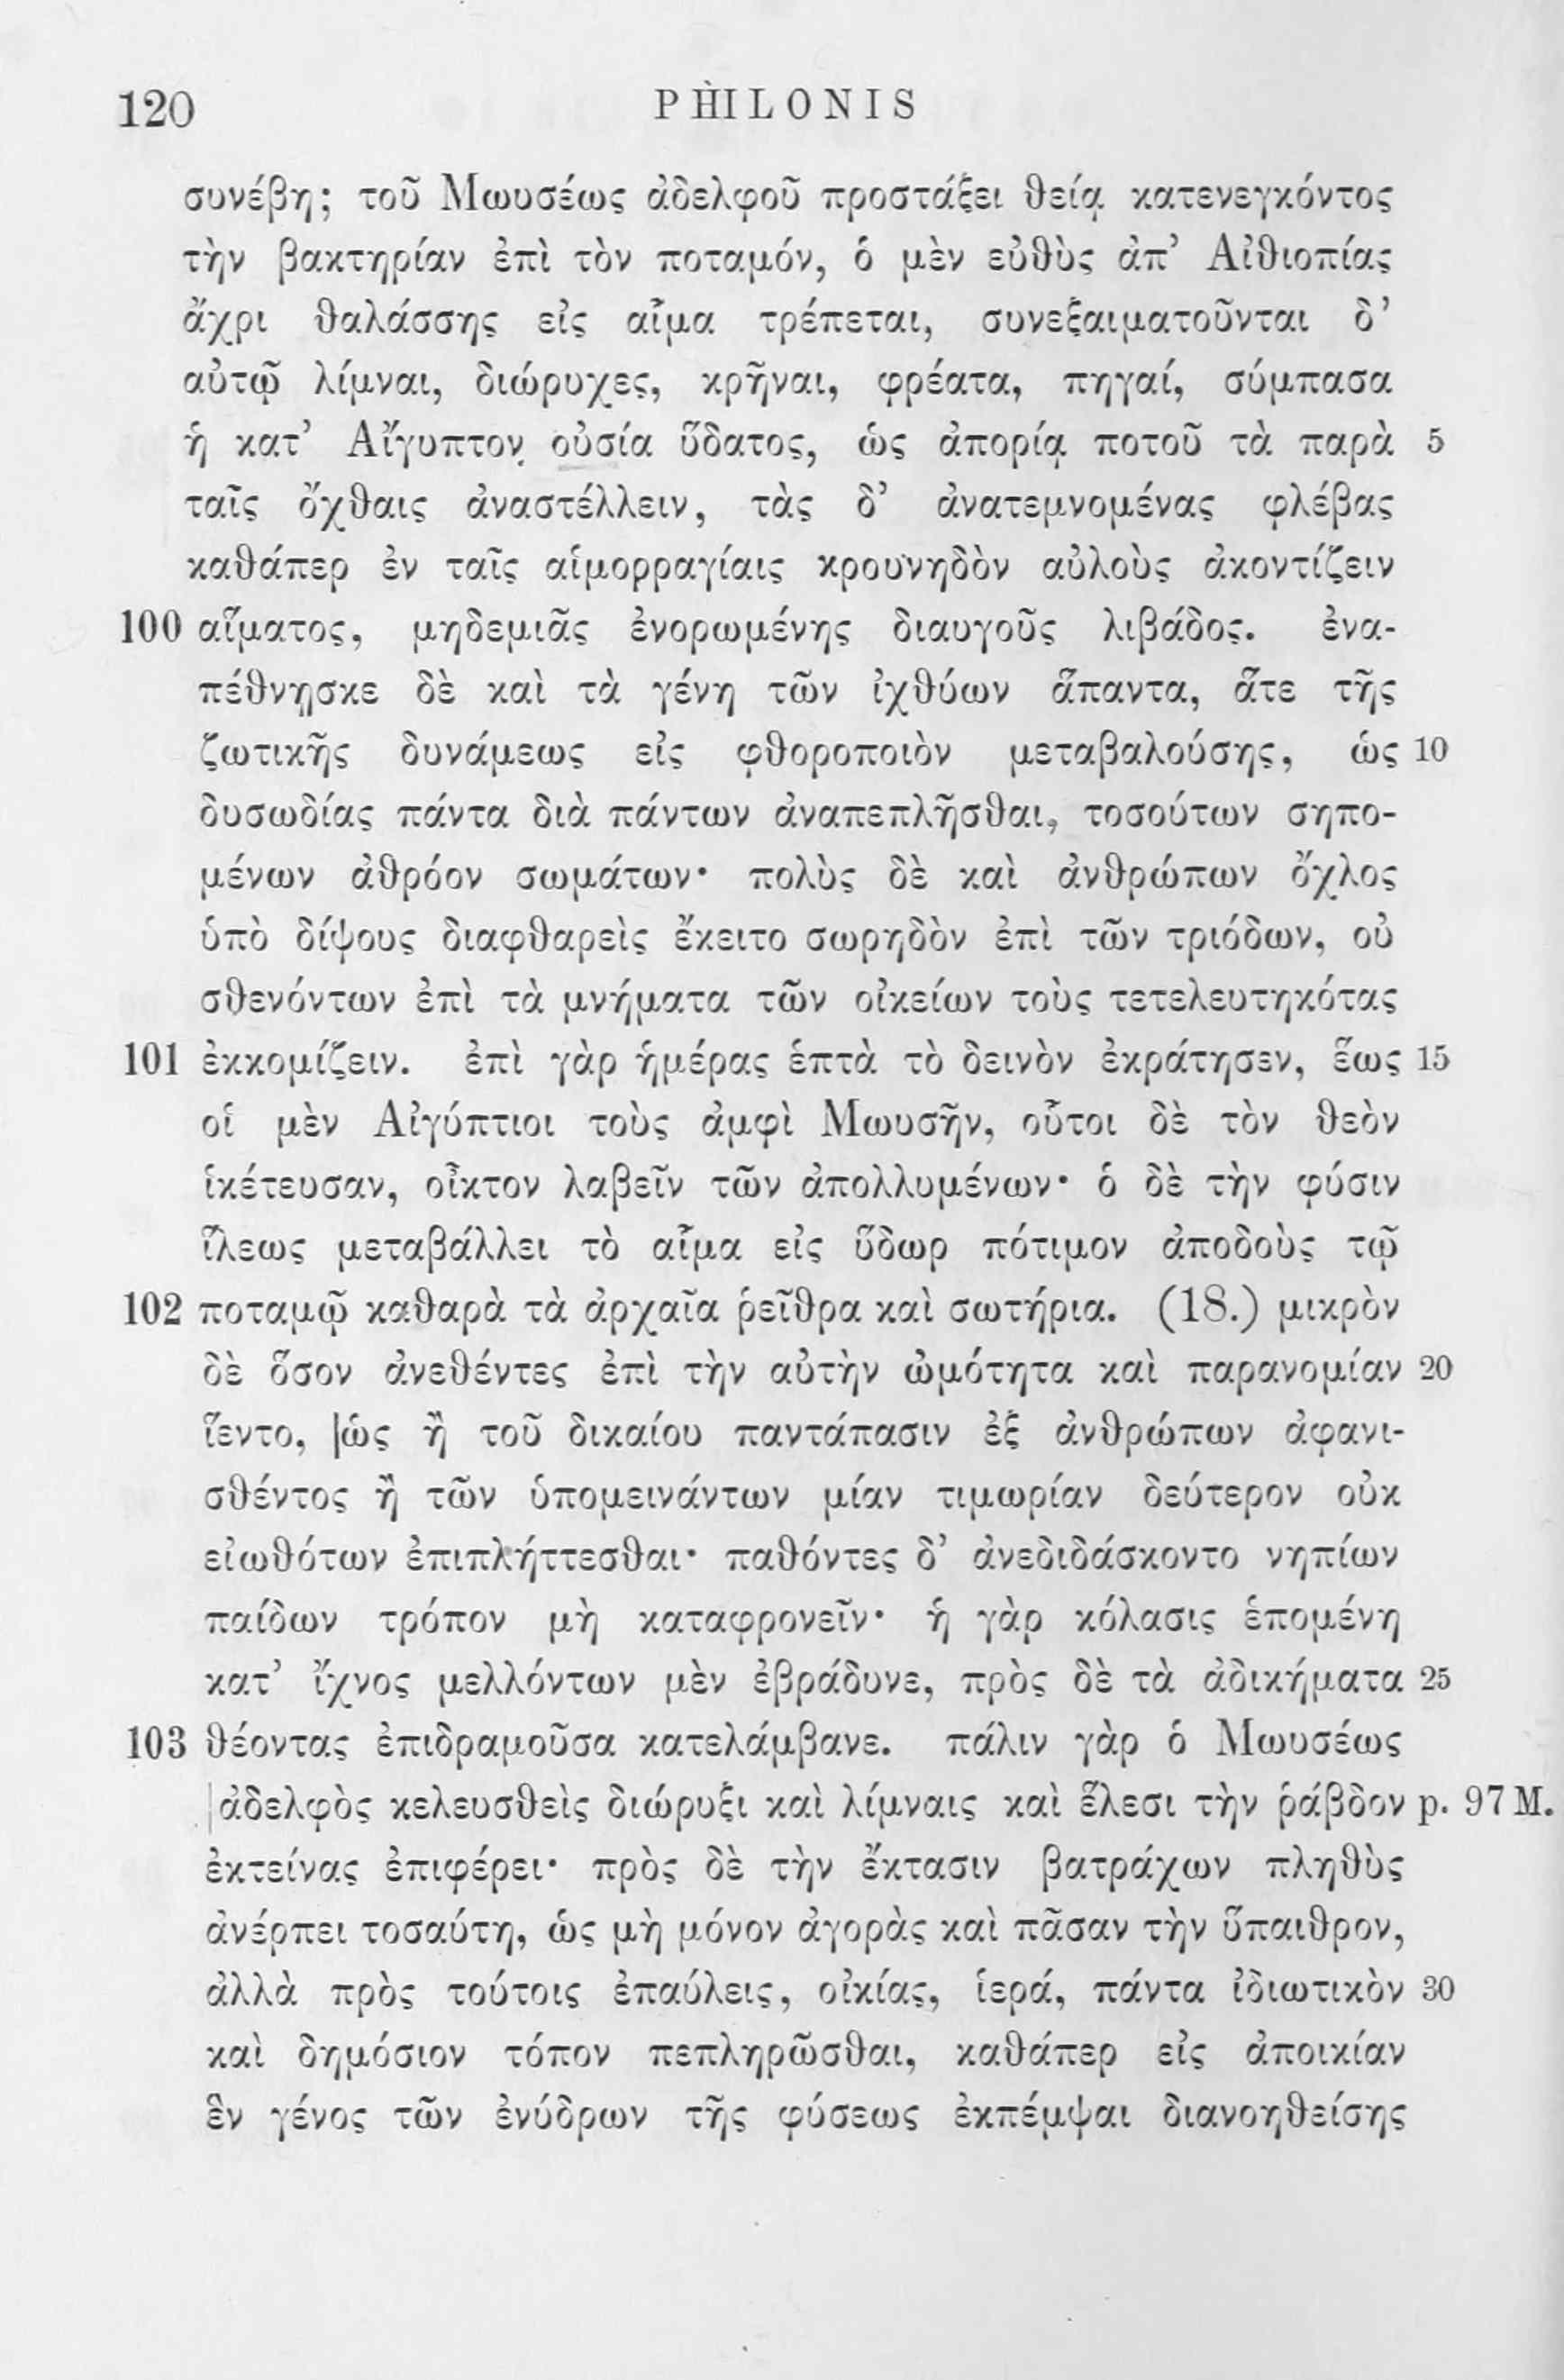 120 PHILONIS
συνέβη; τοῦ Μωυσέως ἀδελφοῦ προστάξει θείᾳ κατενεγκόντος
τὴν βακτηρίαν ἐπὶ τὸν ποταμόν, ὁ μὲν εὐθὺς ἀπ’ Αἰθιοπίας
ἄχρι θαλάσσης εἰς αἷμα τρέπεται, συνεξαιματοῦνται δ’
αὐτῷ λίμναι, διώρυχες, κρῆναι, φρέατα, πηγαί, σύμπασα
ἡ κατ’ Αἴγυπτον οὐσία ὕδατος, ὡς ἀπορίᾳ ποτοῦ τὰ παρὰ 5
ταῖς ὄχθαις ἀναστέλλειν, τὰς δ’ ἀνατεμνομένας φλέβας
καθάπερ ἐν ταῖς αἱμορραγίαις κρουνηδὸν αὐλοὺς ἀκοντίζειν
100 αἵματος, μηδεμιᾶς ἐνορωμένης διαυγοῦς λιβάδος. ἐνα-
πέθνῃσκε δὲ καὶ τὰ γένη τῶν ἰχθύων ἅπαντα, ἅτε τῆς
ζωτικῆς δυνάμεως εἰς φθοροποιὸν μεταβαλούσης, ὡς 10
δυσωδίας πάντα διὰ πάντων ἀναπεπλῆσθαι, τοσούτων σηπο-
μένων ἀθρόον σωμάτων· πολὺς δὲ καὶ ἀνθρώπων ὄχλος
ὑπὸ δίψους διαφθαρεὶς ἔκειτο σωρηδὸν ἐπὶ τῶν τριόδων, οὐ
σθενόντων ἐπὶ τὰ μνήματα τῶν οἰκείων τοὺς τετελευτηκότας
101 ἐκκομίζειν. ἐπὶ γὰρ ἡμέρας ἑπτὰ τὸ δεινὸν ἐκράτησεν, ἕως 15
οἱ μὲν Αἰγύπτιοι τοὺς ἀμφὶ Μωυσῆν, οὗτοι δὲ τὸν θεὸν
ἱκέτευσαν, οἶκτον λαβεῖν τῶν ἀπολλυμένων· ὁ δὲ τὴν φύσιν
ἵλεως μεταβάλλει τὸ αἷμα εἰς ὕδωρ πότιμον ἀποδοὺς τῷ
102 ποταμῷ καθαρὰ τὰ ἀρχαῖα ῥεῖθρα καὶ σωτήρια. (18.) μικρὸν
δὲ ὅσον ἀνεθέντες ἐπὶ τὴν αὐτὴν ὠμότητα καὶ παρανομίαν 20
ἵεντο, |ὡς ἢ τοῦ δικαίου παντάπασιν ἐξ ἀνθρώπων ἀφανι-
σθέντος ἢ τῶν ὑπομεινάντων μίαν τιμωρίαν δεύτερον οὐκ
εἰωθότων ἐπιπλήττεσθαι· παθόντες δ’ ἀνεδιδάσκοντο νηπίων
παίδων τρόπον μὴ καταφρονεῖν· ἡ γὰρ κόλασις ἑπομένη
κατ’ ἴχνος μελλόντων μὲν ἐβράδυνε, πρὸς δὲ τὰ ἀδικήματα 25
103 θέοντας ἐπιδραμοῦσα κατελάμβανε. πάλιν γὰρ ὁ Μωυσέως
|ἀδελφὸς κελευσθεὶς διώρυξι καὶ λίμναις καὶ ἕλεσι τὴν ῥάβδον p. 97 M.
ἐκτείνας ἐπιφέρει· πρὸς δὲ τὴν ἔκτασιν βατράχων πληθὺς
ἀνέρπει τοσαύτη, ὡς μὴ μόνον ἀγορὰς καὶ πᾶσαν τὴν ὕπαιθρον,
ἀλλὰ πρὸς τούτοις ἐπαύλεις, οἰκίας, ἱερά, πάντα ἰδιωτικὸν 30
καὶ δημόσιον τόπον πεπληρῶσθαι, καθάπερ εἰς ἀποικίαν
ἓν γένος τῶν ἐνύδρων τῆς φύσεως ἐκπέμψαι διανοηθείσης